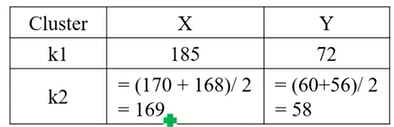 Cluster X Y
k1 185 72
k2 = (170 + 168)/ 2 = (60+56)/ 2
= 169 = 58